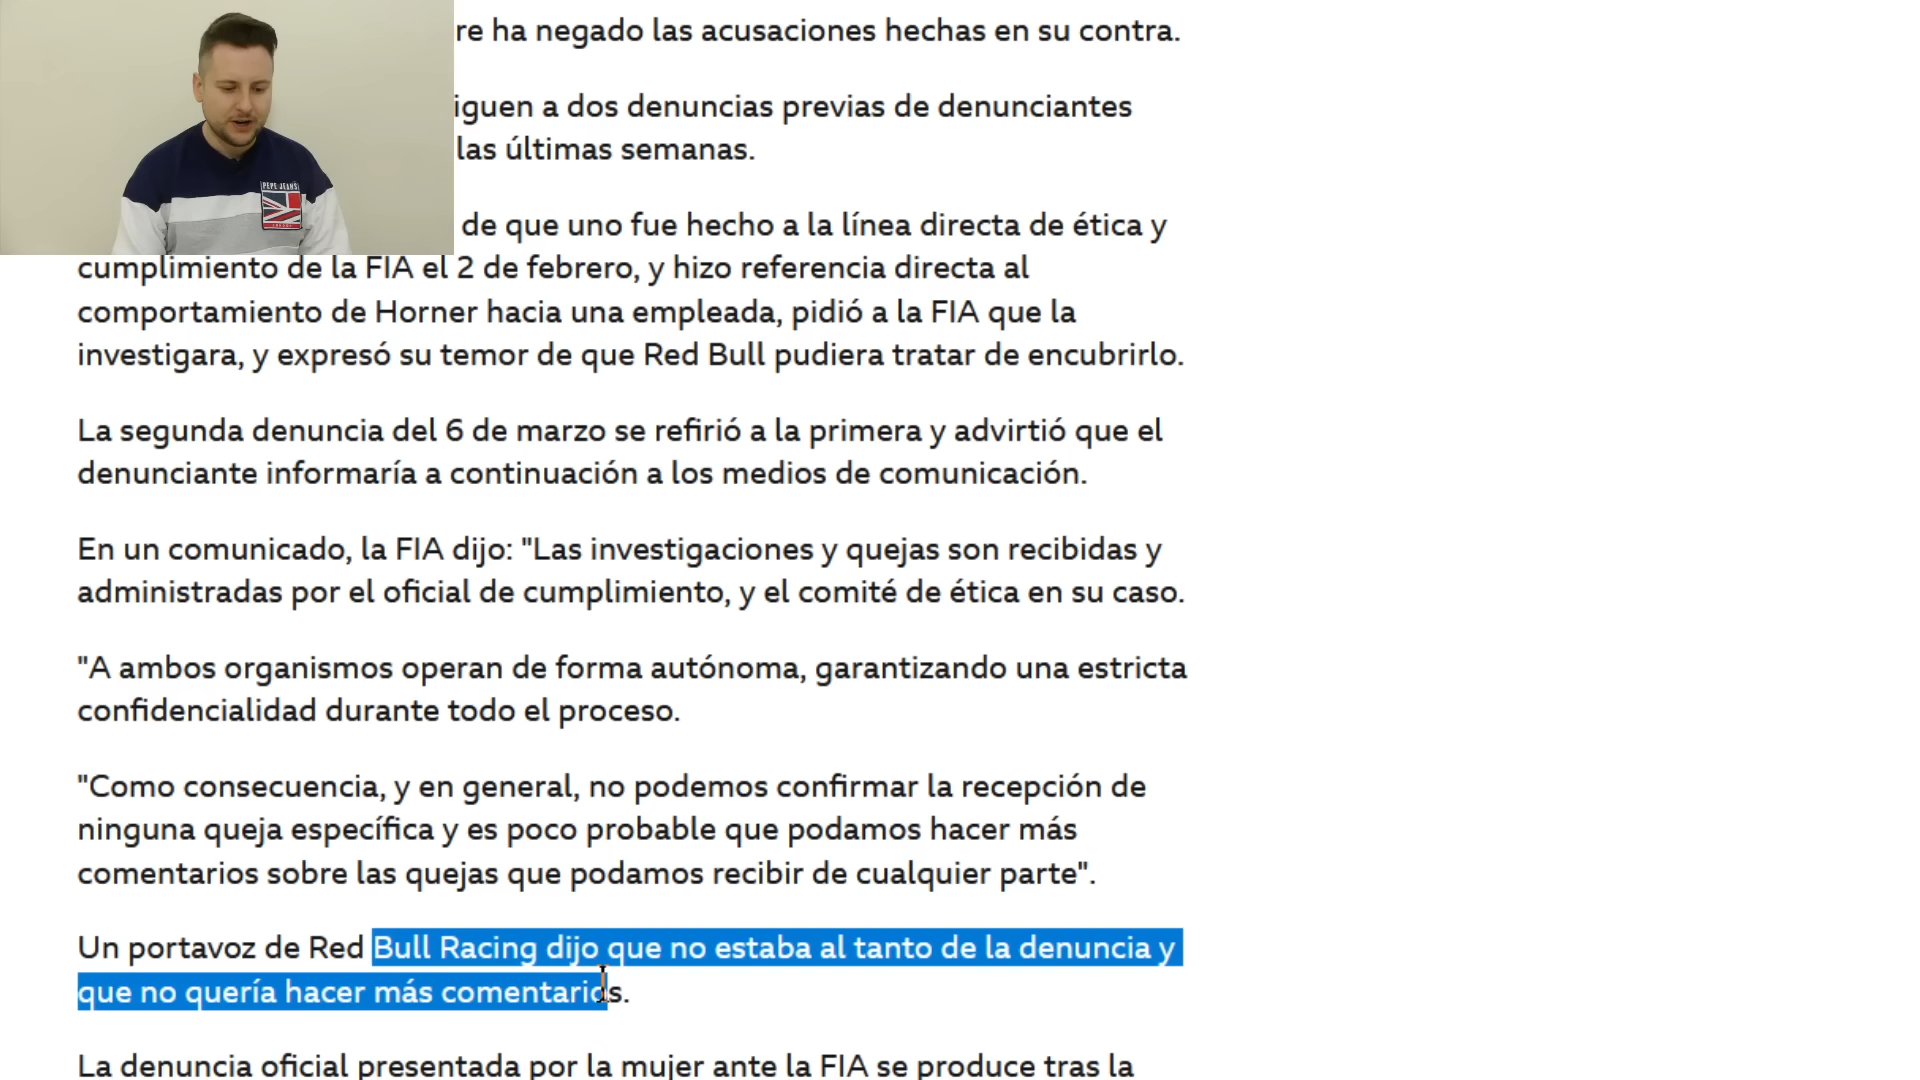 re ha negado las acusaciones hechas en su contra.
iguen a dos denuncias previas de denunciantes
las últimas semanas.
de que uno fue hecho a la línea directa de ética y
cumplimiento de la FIA el 2 de febrero, y hizo referencia directa al
comportamiento de Horner hacia una empleada, pidió a la FIA que la
investigara, y expresó su temor de que Red Bull pudiera tratar de encubrirlo.
La segunda denuncia del 6 de marzo se refirió a la primera y advirtió que el
denunciante informaría a continuación a los medios de comunicación.
En un comunicado, la FIA dijo: "Las investigaciones y quejas son recibidas y
administradas por el oficial de cumplimiento, y el comité de ética en su caso.
"A ambos organismos operan de forma autónoma, garantizando una estricta
confidencialidad durante todo el proceso.
"Como consecuencia, y en general, no podemos confirmar la recepción de
ninguna queja específica y es poco probable que podamos hacer más
comentarios sobre las quejas que podamos recibir de cualquier parte".
Un portavoz de Red Bull Racing dijo que no estaba al tanto de la denuncia y
que no quería hacer más comentarios.
La denuncia oficial presentada por la mujer ante la FIA se produce tras la
PEPE JEANS
LONDON